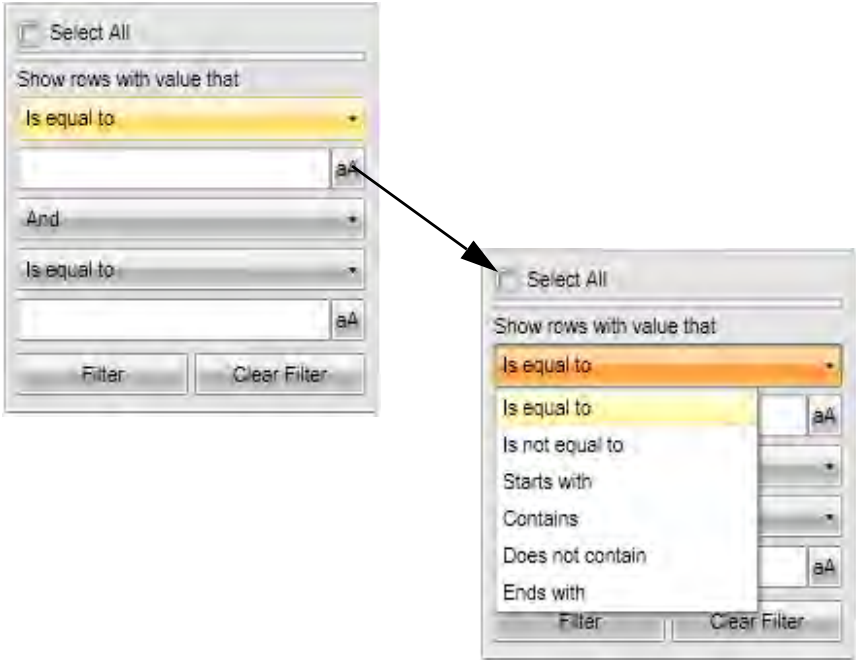 Select All
Show rows with value that
Is equal to
aA
And
Is equal to
aA
Filter Clear Filter
Select All
Show rows with value that
Is equal to
Is equal to
aA
Is not equal to
Starts with
Contains
Does not contain
aA
Ends with
Filter Clear Filter